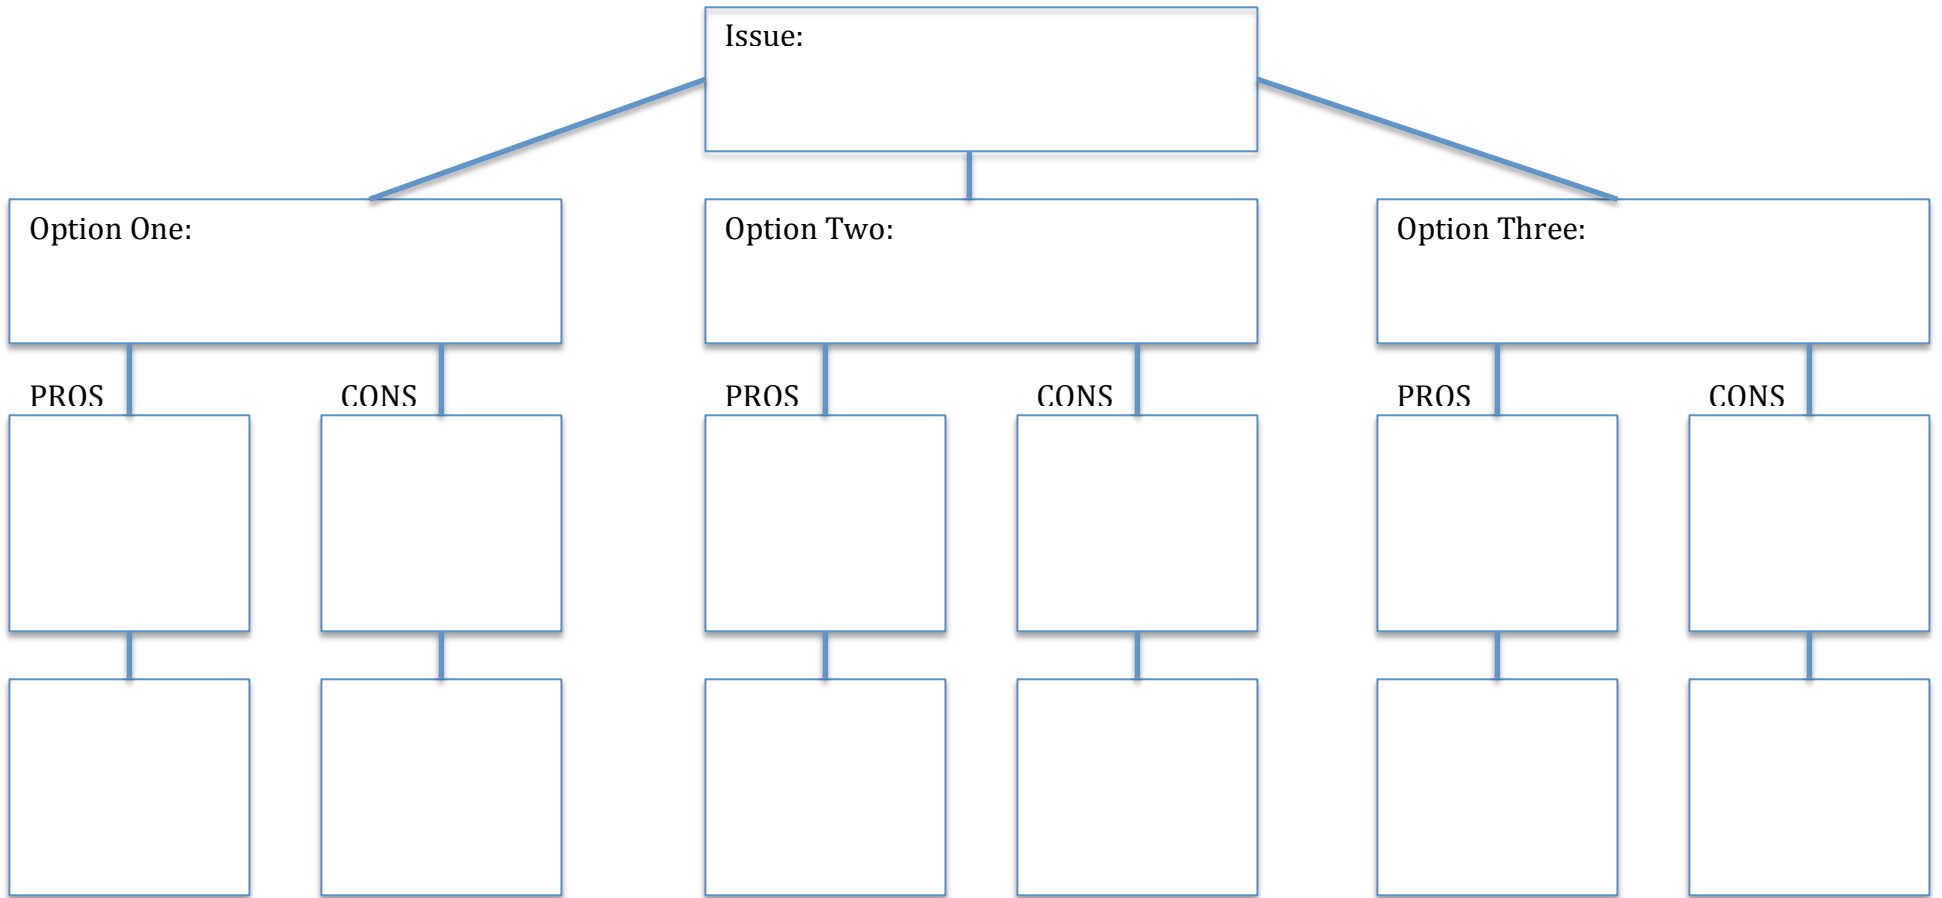 Issue:
Option One:
Option Two:
Option Three:
PROS
CONS
PROS
CONS
PROS
CONS